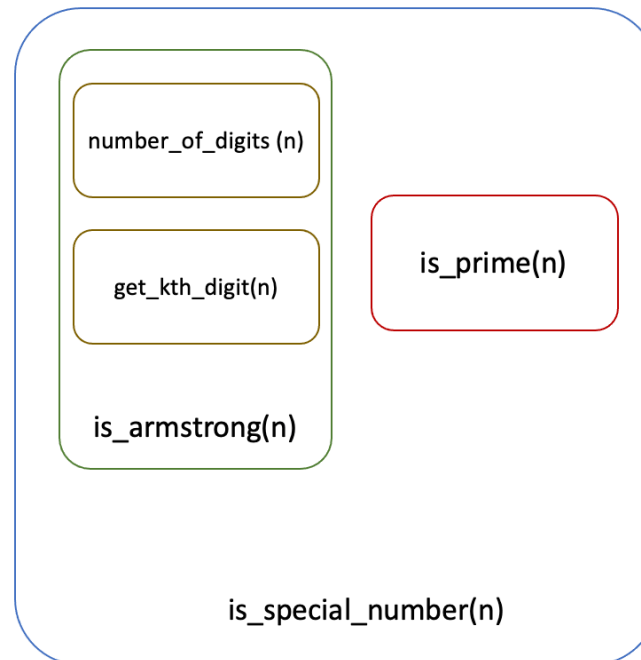 number_of_digits (n)
get_kth_digit(n)
is_prime(n)
is_armstrong(n)
is_special_number(n)